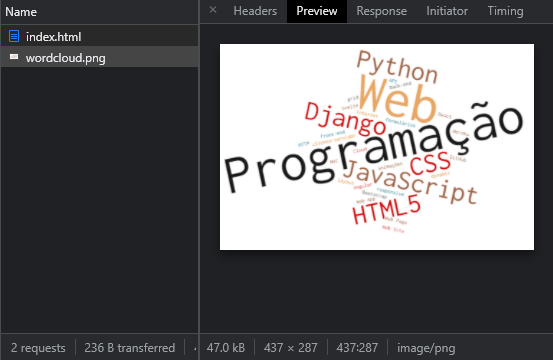 Name
× Headers Preview Response Initiator Timing
index.html
wordcloud.png
Python
Web
Django
Programação
CSS
JavaScript
HTML5
2 requests 236 B transferred
47.0 kB 437 × 287 437:287 image/png